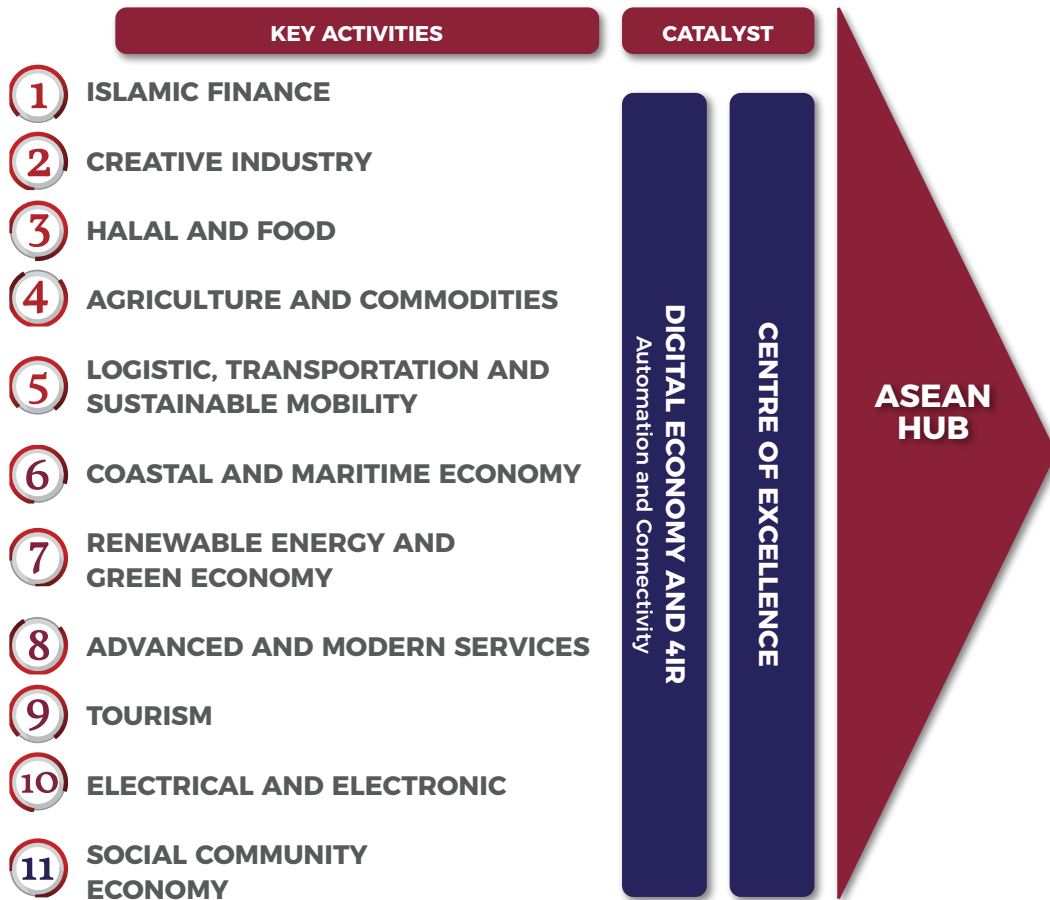 KEY ACTIVITIES
CATALYST
1
ISLAMIC FINANCE
2
CREATIVE INDUSTRY
3
HALAL AND FOOD
4
AGRICULTURE AND COMMODITIES
5
LOGISTIC, TRANSPORTATION AND
SUSTAINABLE MOBILITY
6
COASTAL AND MARITIME ECONOMY
7
RENEWABLE ENERGY AND
GREEN ECONOMY
8
ADVANCED AND MODERN SERVICES
9
TOURISM
10
ELECTRICAL AND ELECTRONIC
11
SOCIAL COMMUNITY
ECONOMY
DIGITAL ECONOMY AND 4IR
Automation and Connectivity
CENTRE OF EXCELLENCE
ASEAN
HUB